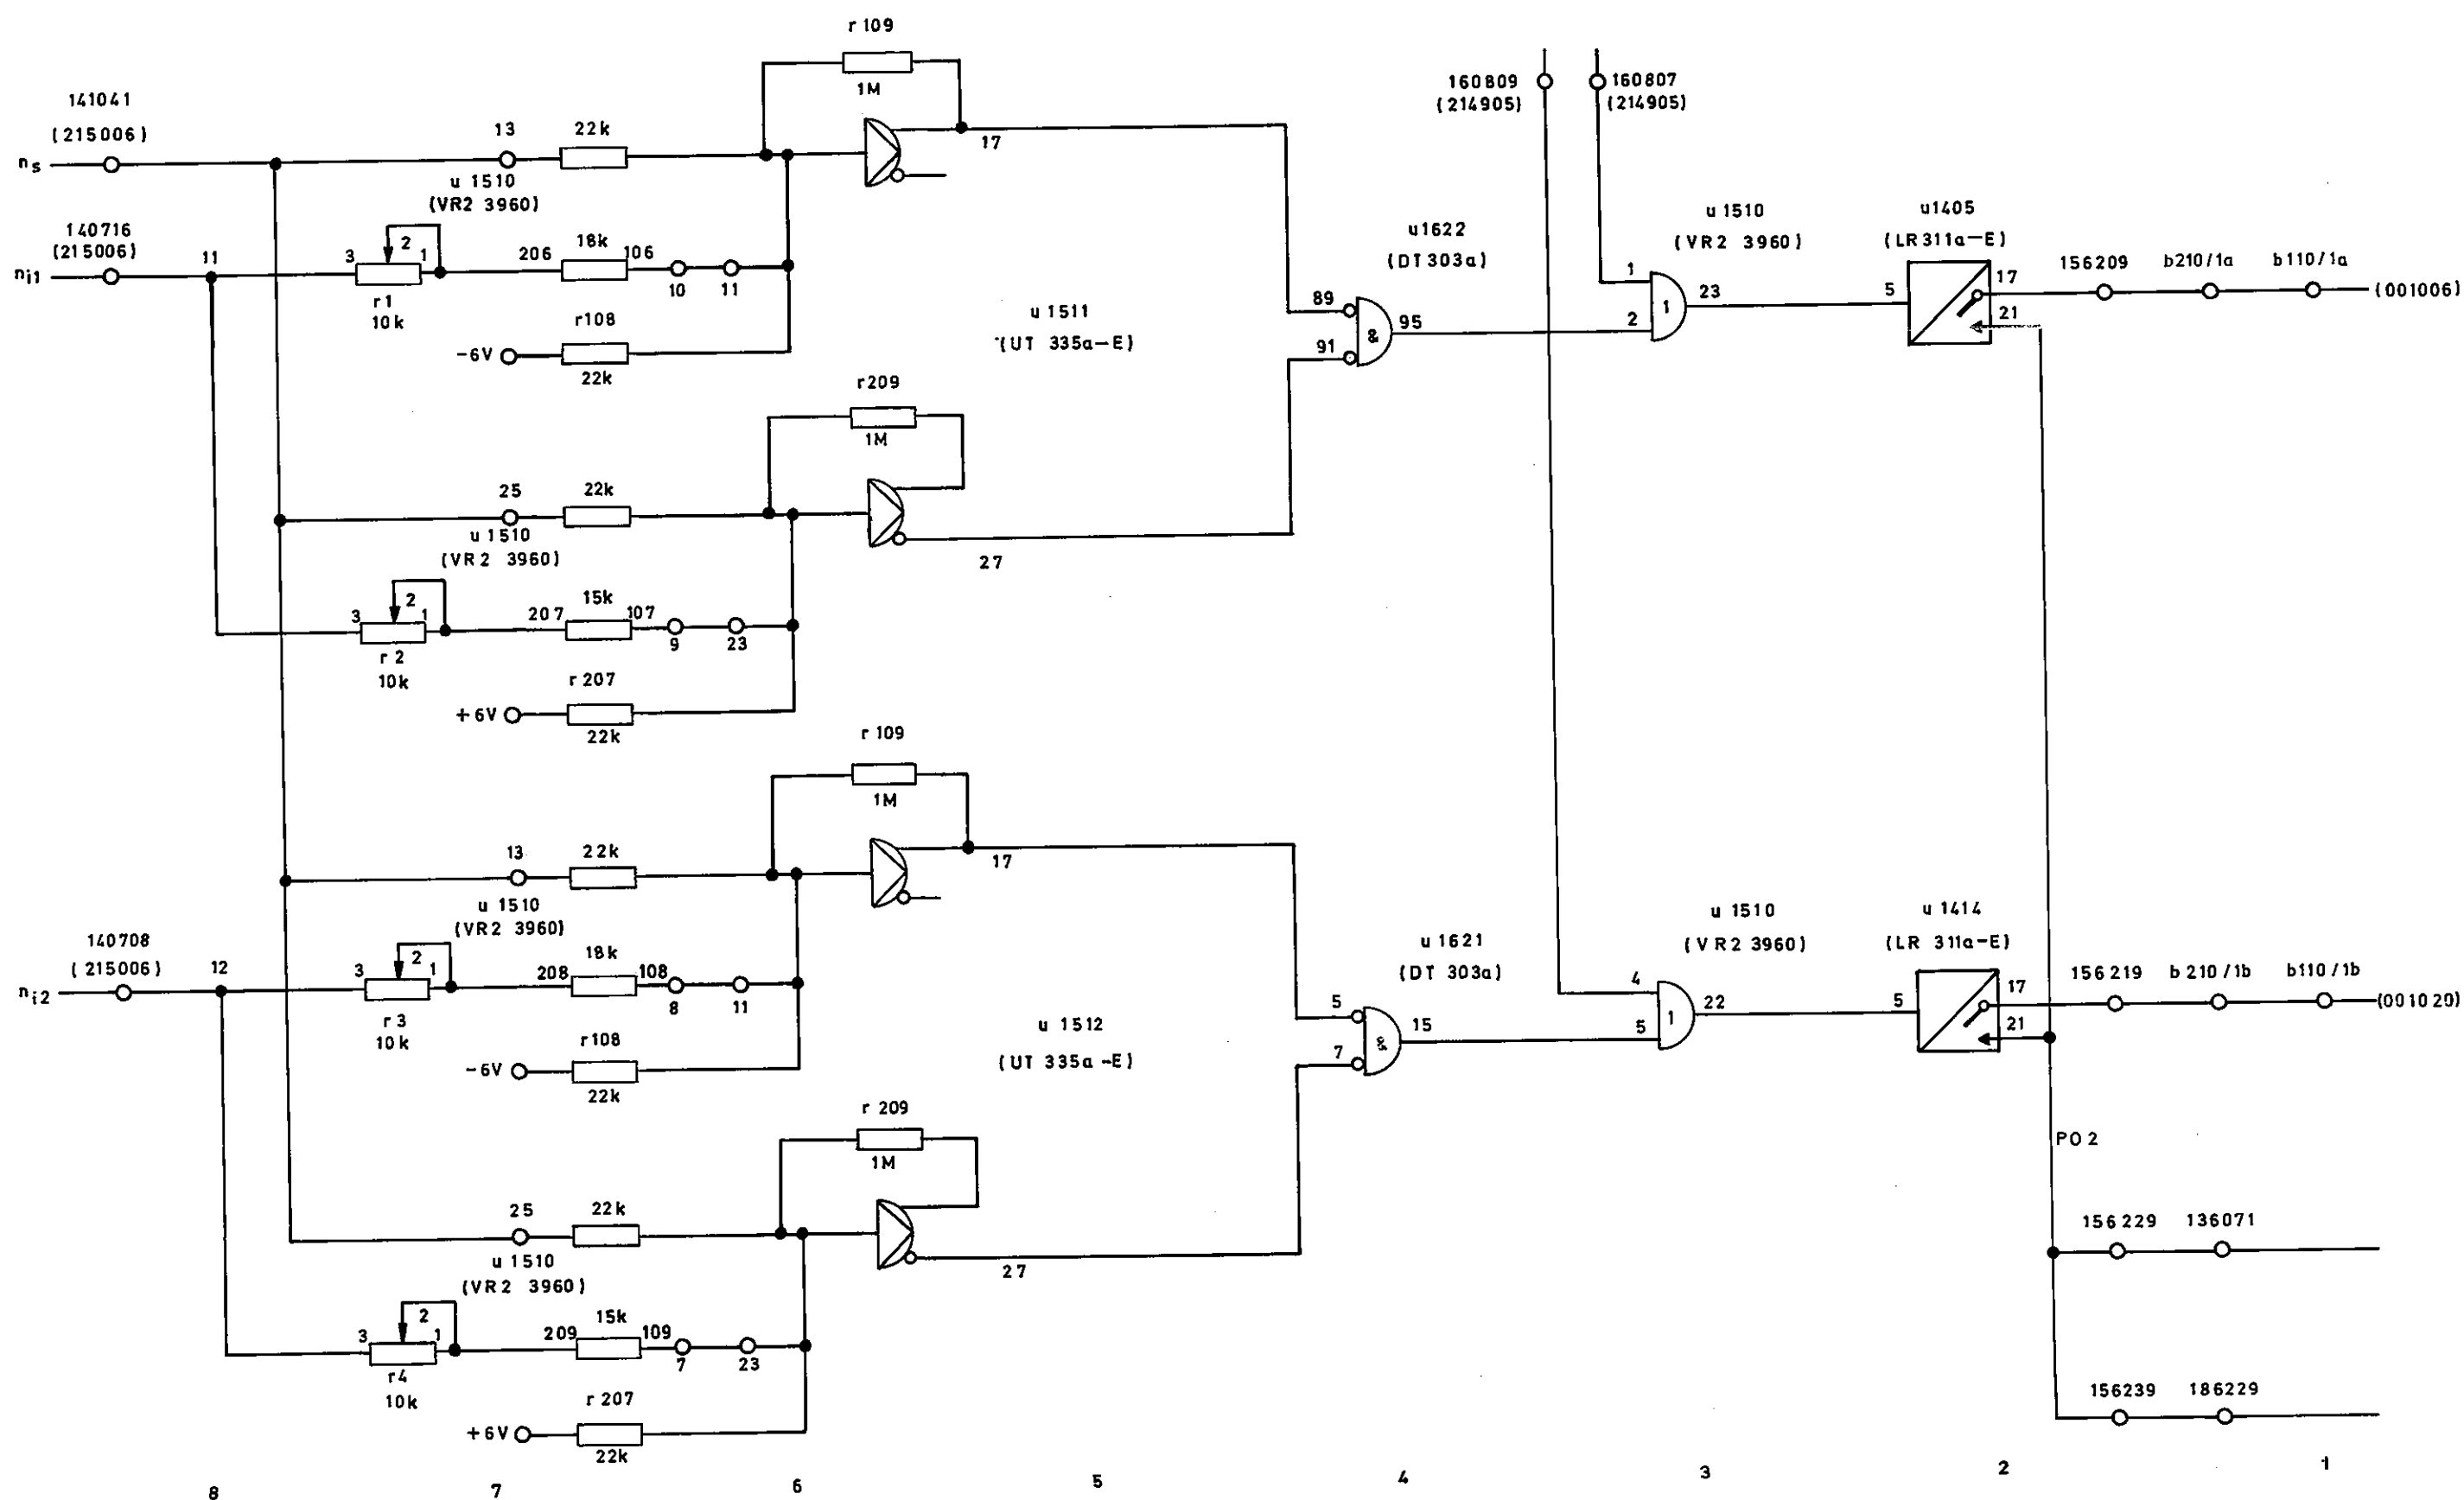 r 109
1M
160809
(214905)
160807
(214905)
141041
(215006)
n s
13
22k
17
u 1510
(VR2 3960)
140716
(215006)
n i1
11
3
2
1
r1
10k
206
18k
106
10
11
r108
-6V
22k
u 1511
(UT 335a-E)
89
91
&
95
u1622
(DT303a)
u 1510
(VR2 3960)
1
2
1
23
u1405
(LR311a-E)
5
17
21
156209
b210/1a
b110/1a
(001006)
r209
1M
25
22k
u 1510
(VR2 3960)
27
3
2
1
r 2
10k
207
15k
107
9
23
r 207
+6V
22k
r 109
1M
13
22k
17
u 1510
(VR2 3960)
140708
(215006)
n i2
12
3
2
1
r 3
10k
208
18k
108
8
11
r108
-6V
22k
u 1512
(UT 335a-E)
5
7
&
15
u 1621
(DT 303a)
u 1510
(VR2 3960)
4
5
1
22
u 1414
(LR 311a-E)
5
17
21
156219
b 210/1b
b110/1b
(001020)
r 209
1M
25
22k
u 1510
(VR2 3960)
27
3
2
1
r4
10k
209
15k
109
7
23
r 207
+6V
22k
PO 2
156229
136071
156239
186229
8
7
6
5
4
3
2
1